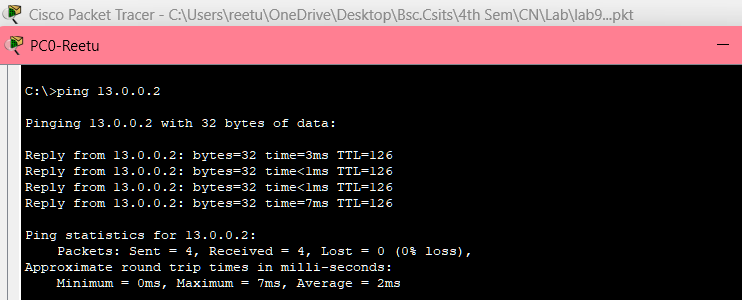 Cisco Packet Tracer - C:\Users\reetu\OneDrive\Desktop\Bsc.Csits\4th Sem\CN\Lab\lab9...pkt
PC0-Reetu
C:\>ping 13.0.0.2
Pinging 13.0.0.2 with 32 bytes of data:
Reply from 13.0.0.2: bytes=32 time=3ms TTL=126
Reply from 13.0.0.2: bytes=32 time<1ms TTL=126
Reply from 13.0.0.2: bytes=32 time<1ms TTL=126
Reply from 13.0.0.2: bytes=32 time=7ms TTL=126
Ping statistics for 13.0.0.2:
    Packets: Sent = 4, Received = 4, Lost = 0 (0% loss),
Approximate round trip times in milli-seconds:
    Minimum = 0ms, Maximum = 7ms, Average = 2ms